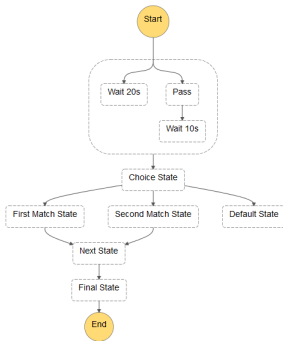 Start
Wait 20s
Pass
Wait 10s
Choice State
First Match State
Second Match State
Default State
Next State
Final State
End